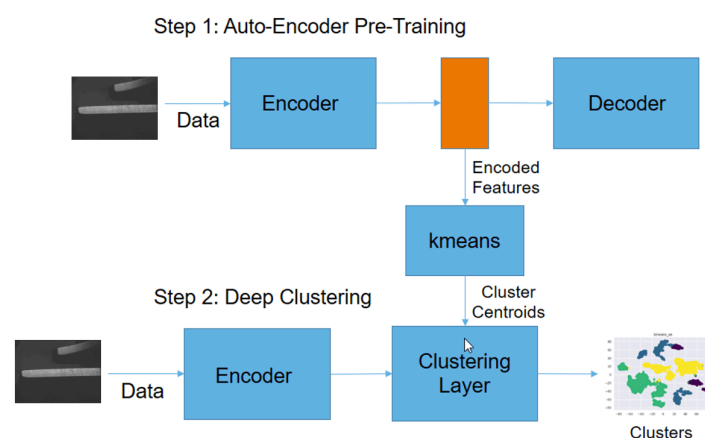 Step 1: Auto-Encoder Pre-Training
Data
Encoder
Decoder
Encoded
Features
kmeans
Step 2: Deep Clustering
Cluster
Centroids
Data
Encoder
Clustering
Layer
Clusters